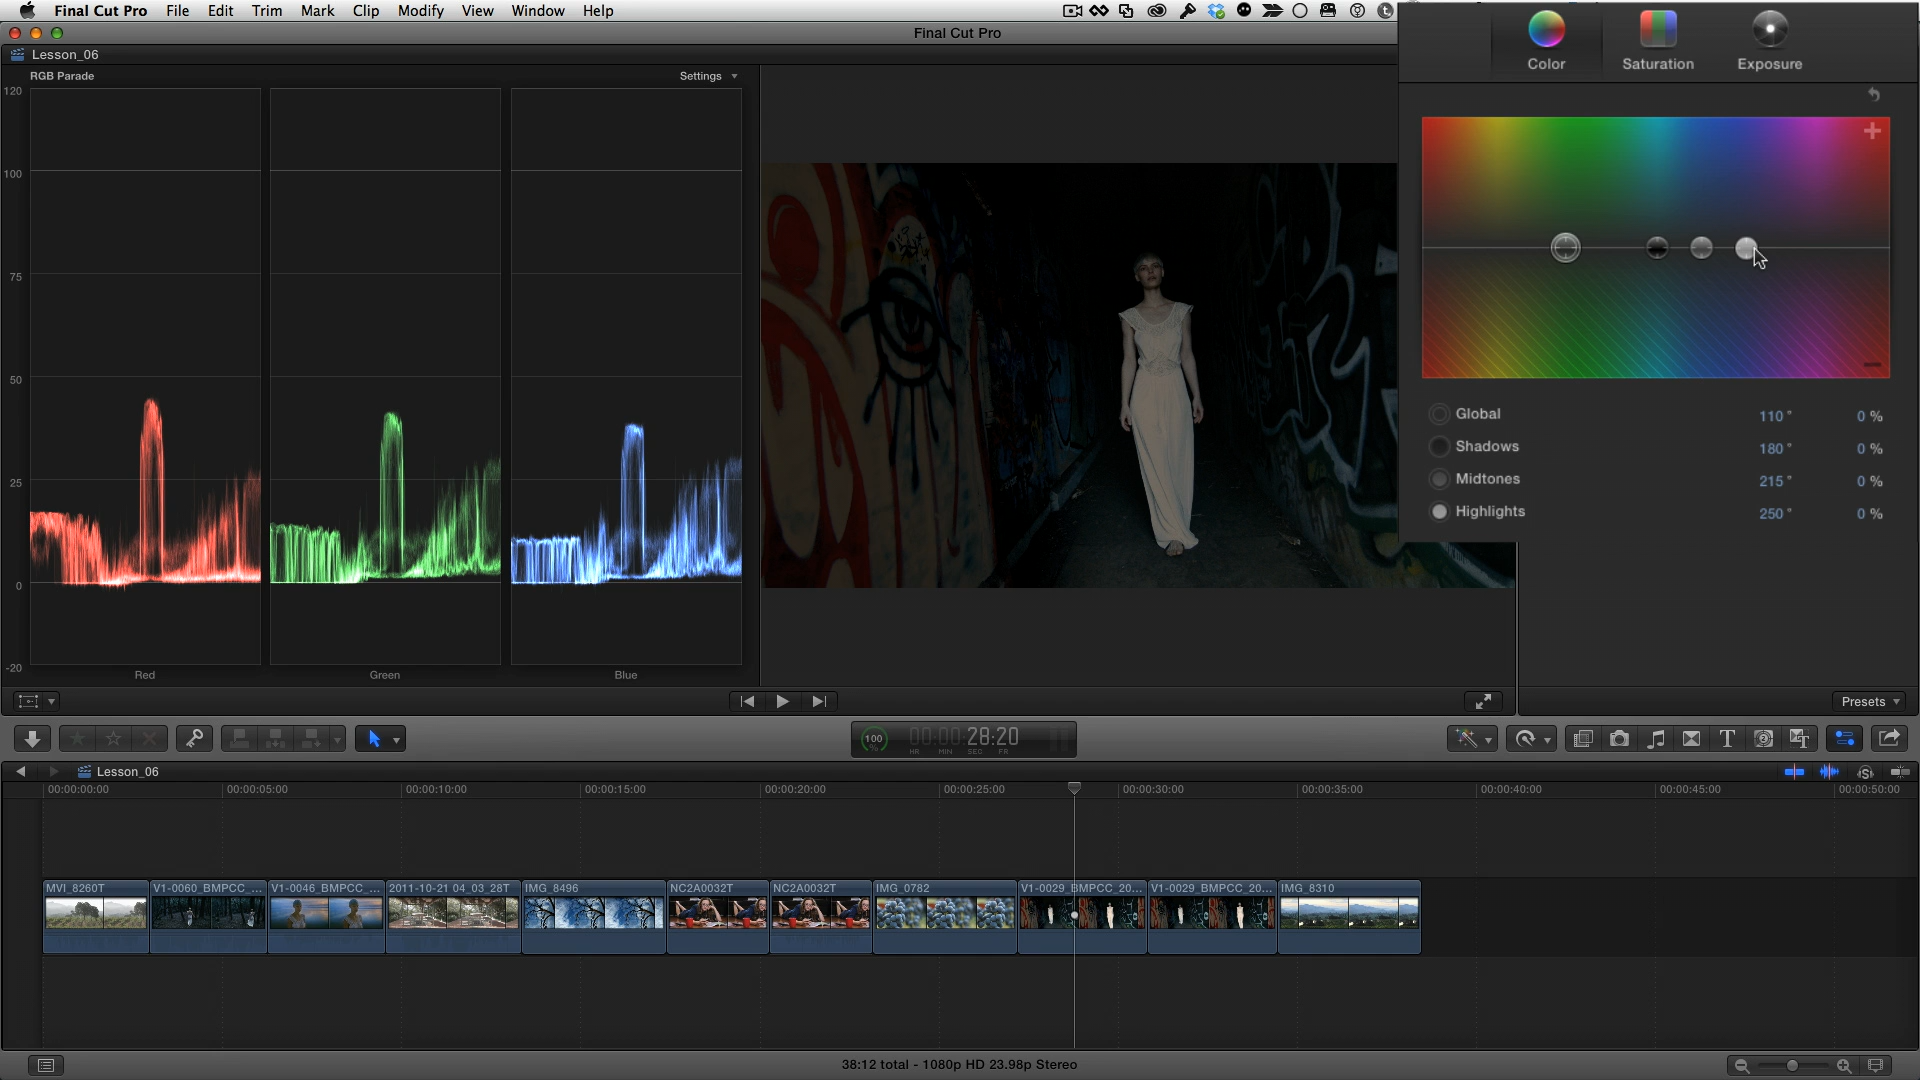 Final Cut Pro File Edit Trim Mark Clip Modify View Window Help
Final Cut Pro
Lesson_06
RGB Parade
Settings
120
100
75
50
25
0
-20
Red
Green
Blue
Color
Saturation
Exposure
Global 110° 0 %
Shadows 180° 0 %
Midtones 215° 0 %
Highlights 250° 0 %
Presets
100
%
00:00:28:20
HR MIN SEC FR
Lesson_06
00:00:00:00 00:00:05:00 00:00:10:00 00:00:15:00 00:00:20:00 00:00:25:00 00:00:30:00 00:00:35:00 00:00:40:00 00:00:45:00 00:00:50:00
MVI_8260T V1-0060_BMPCC_... V1-0046_BMPCC_... 2011-10-21 04_03_28T IMG_8496 NC2A0032T NC2A0032T IMG_0782 V1-0029_BMPCC_20... V1-0029_BMPCC_20... IMG_8310
38:12 total - 1080p HD 23.98p Stereo